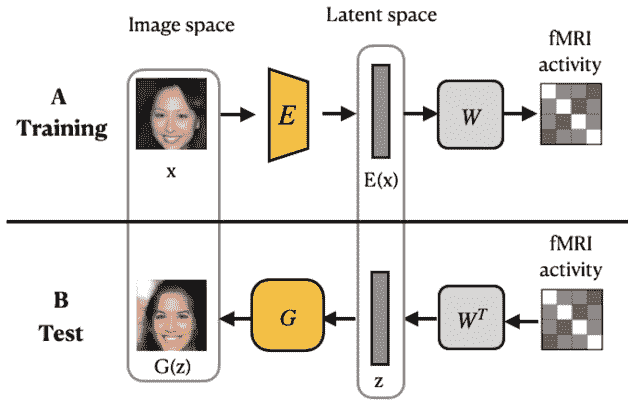 Image space
Latent space
fMRI
activity
A
Training
E
W
x
E(x)
fMRI
activity
B
Test
G
W^T
G(z)
z